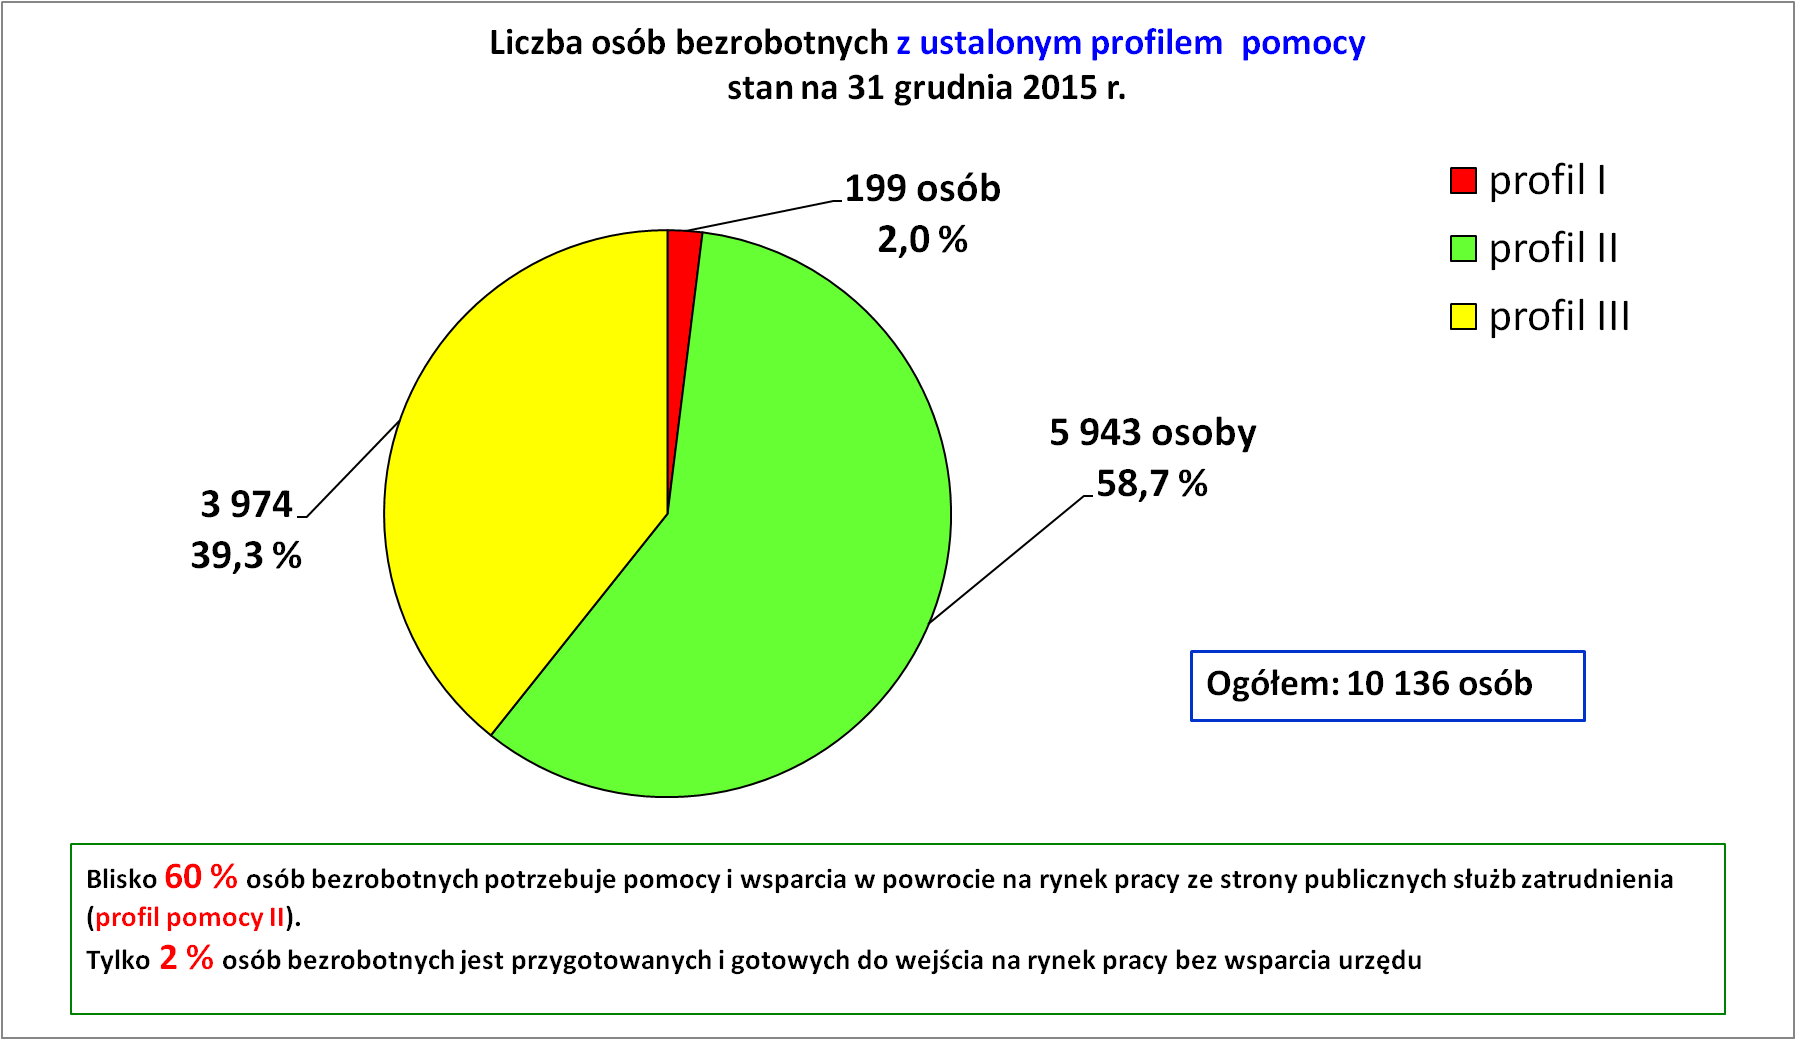 Liczba osób bezrobotnych z ustalonym profilem pomocy
stan na 31 grudnia 2015 r.
199 osób
2,0 %
profil I
profil II
profil III
5 943 osoby
58,7 %
3 974
39,3 %
Ogółem: 10 136 osób
Blisko 60 % osób bezrobotnych potrzebuje pomocy i wsparcia w powrocie na rynek pracy ze strony publicznych służb zatrudnienia
(profil pomocy II).
Tylko 2 % osób bezrobotnych jest przygotowanych i gotowych do wejścia na rynek pracy bez wsparcia urzędu